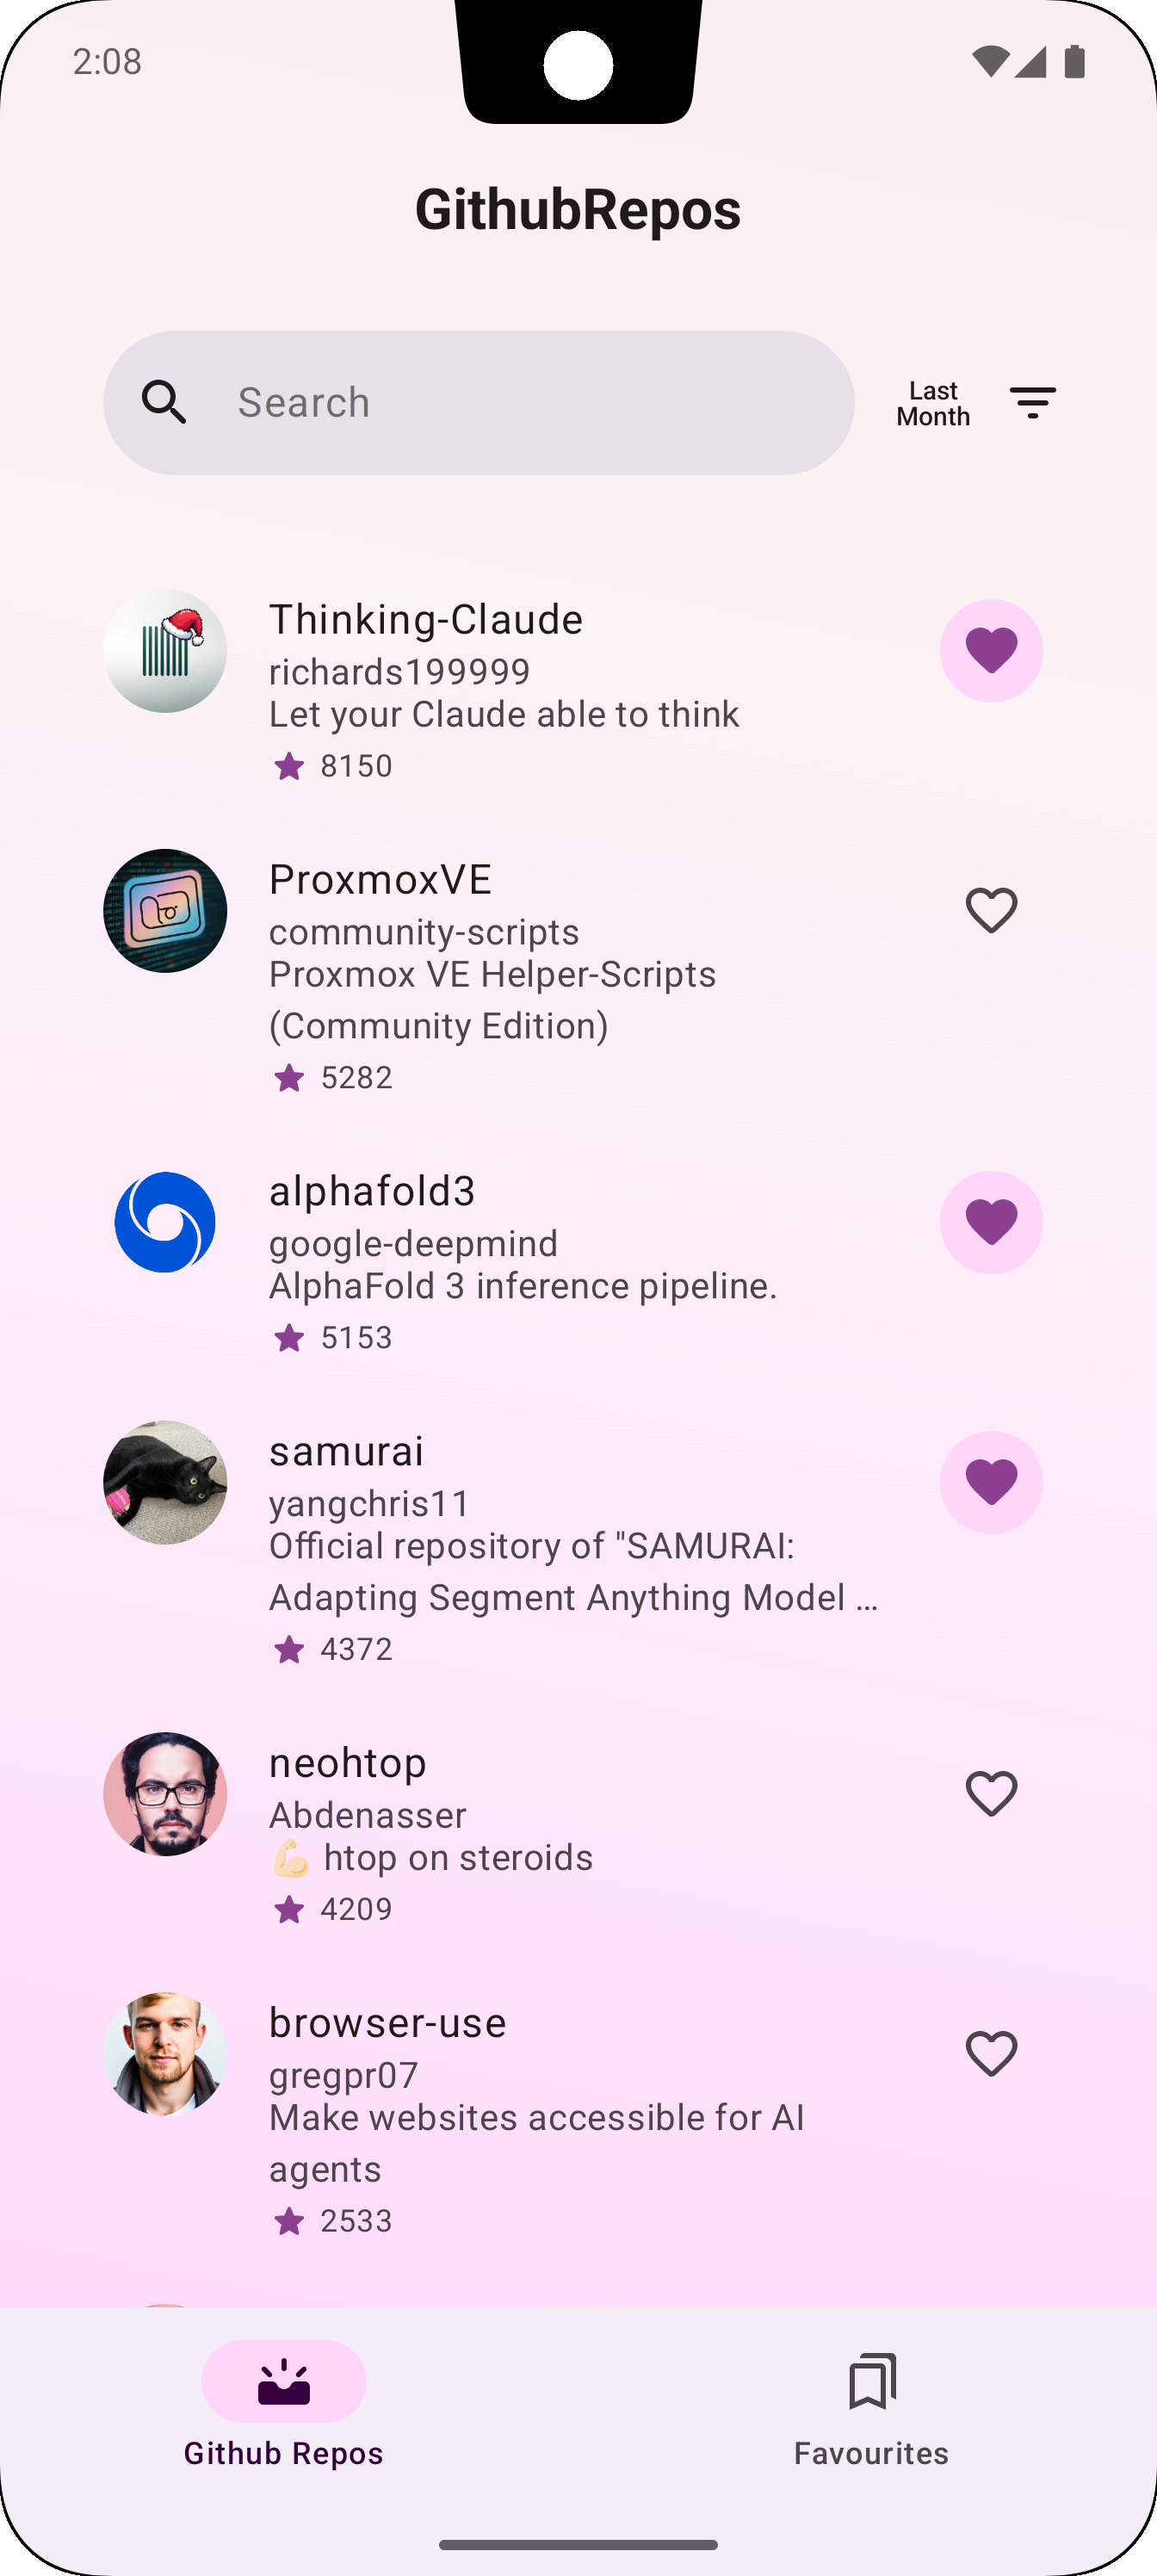 2:08
GithubRepos
Search
Last
Month
Thinking-Claude
richards199999
Let your Claude able to think
8150
ProxmoxVE
community-scripts
Proxmox VE Helper-Scripts
(Community Edition)
5282
alphafold3
google-deepmind
AlphaFold 3 inference pipeline.
5153
samurai
yangchris11
Official repository of "SAMURAI:
Adapting Segment Anything Model …
4372
neohtop
Abdenasser
💪🏻 htop on steroids
4209
browser-use
gregpr07
Make websites accessible for AI
agents
2533
Github Repos
Favourites